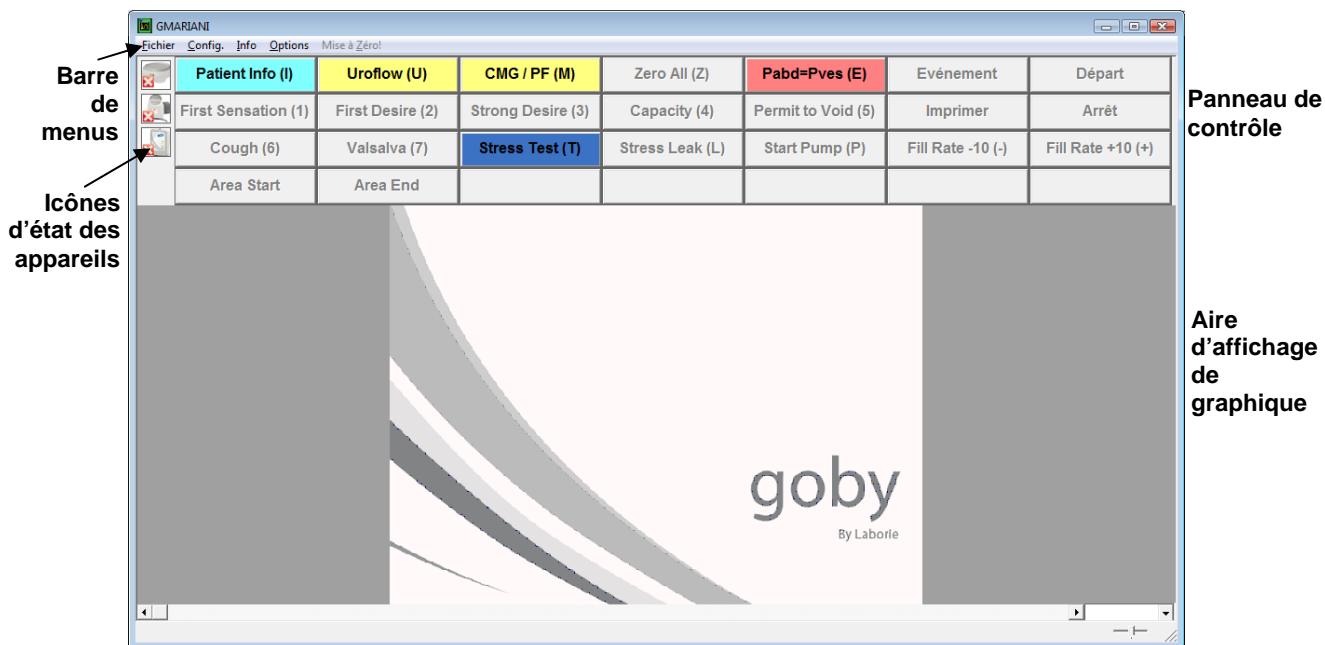 GMARIANI
Fichier Config. Info Options Mise à Zéro!
Barre
de
menus
Icônes
d'état des
appareils
Patient Info (I) Uroflow (U) CMG / PF (M) Zero All (Z) Pabd=Pves (E) Evénement Départ
First Sensation (1) First Desire (2) Strong Desire (3) Capacity (4) Permit to Void (5) Imprimer Arrêt
Cough (6) Valsalva (7) Stress Test (T) Stress Leak (L) Start Pump (P) Fill Rate -10 (-) Fill Rate +10 (+)
Area Start Area End
Panneau de
contrôle
Aire
d'affichage
de
graphique
goby
By Laborie